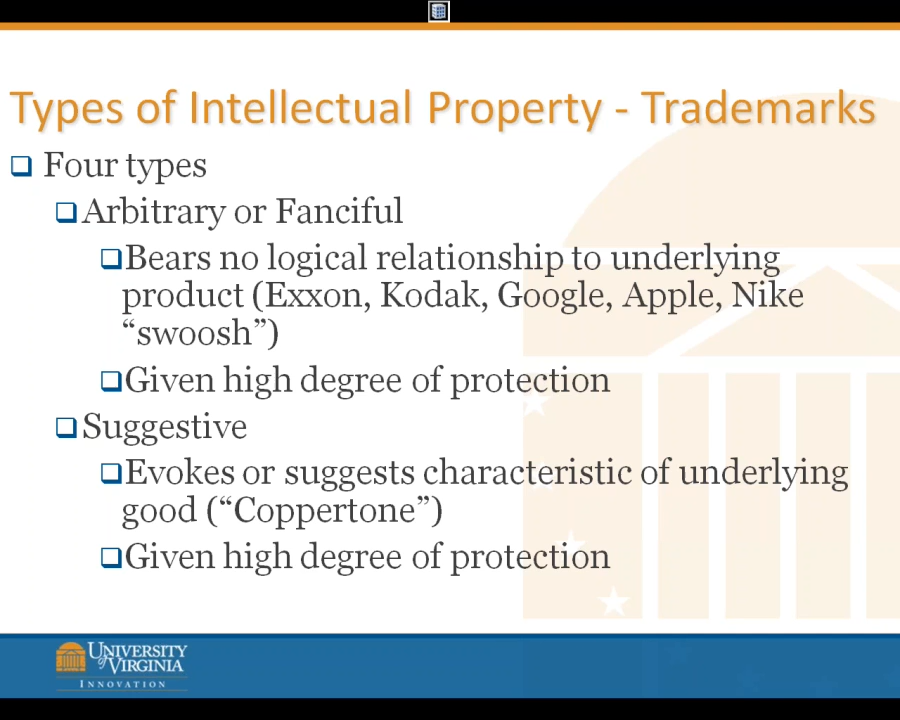 Types of Intellectual Property - Trademarks
Four types
Arbitrary or Fanciful
Bears no logical relationship to underlying
product (Exxon, Kodak, Google, Apple, Nike
“swoosh”)
Given high degree of protection
Suggestive
Evokes or suggests characteristic of underlying
good (“Coppertone”)
Given high degree of protection
UNIVERSITY
of VIRGINIA
INNOVATION